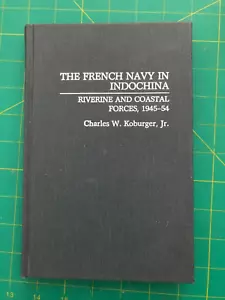 THE FRENCH NAVY IN
INDOCHINA
RIVERINE AND COASTAL
FORCES, 1945–54
Charles W. Koburger, Jr.